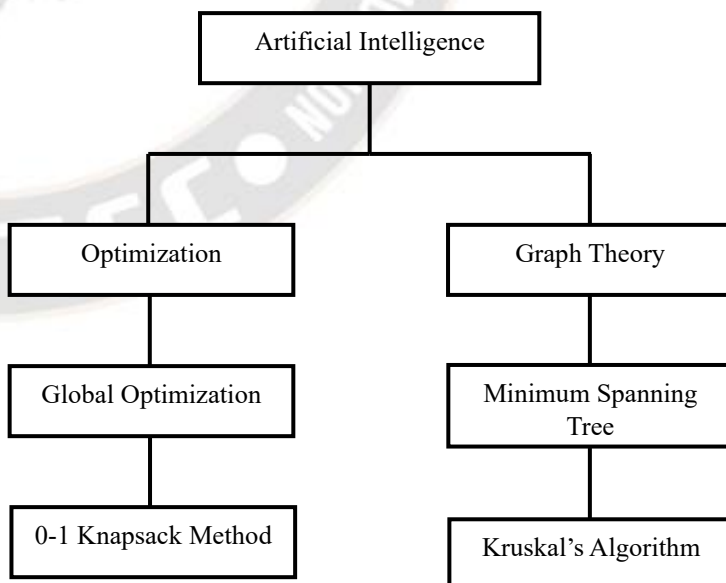 Artificial Intelligence
Optimization
Graph Theory
Global Optimization
Minimum Spanning
Tree
0-1 Knapsack Method
Kruskal’s Algorithm